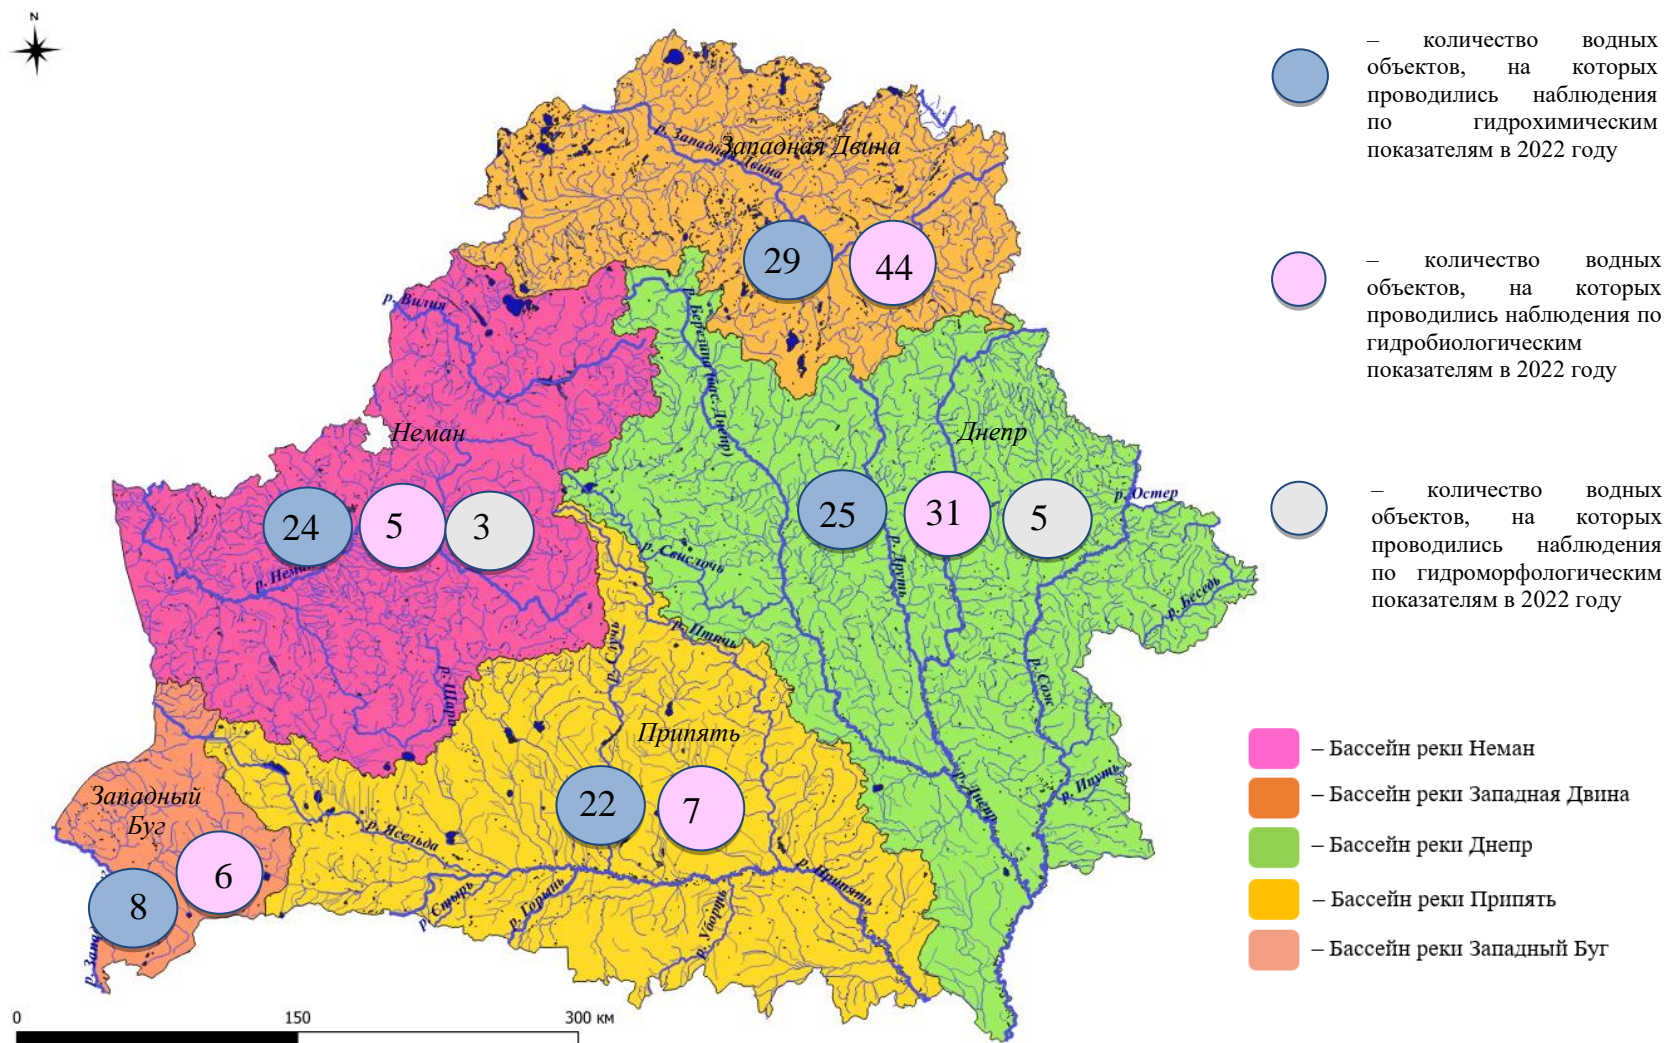 N
– количество водных
объектов, на которых
проводились наблюдения
по гидрохимическим
показателям в 2022 году
– количество водных
объектов, на которых
проводились наблюдения по
гидробиологическим
показателям в 2022 году
– количество водных
объектов, на которых
проводились наблюдения
по гидроморфологическим
показателям в 2022 году
– Бассейн реки Неман
– Бассейн реки Западная Двина
– Бассейн реки Днепр
– Бассейн реки Припять
– Бассейн реки Западный Буг
р. Западная Двина
Западная Двина
29
44
р. Вилия
р. Березина (бас. Днепр)
Неман
Днепр
24
5
3
25
31
5
р. Остер
р. Неман
р. Свислочь
р. Друть
р. Беседь
р. Случь
р. Птичь
р. Щара
р. Сож
Припять
22
7
р. Днепр
р. Ипуть
Западный
Буг
р. Ясельда
6
8
р. Запа
р. Стырь
р. Горынь
р. Уборть
р. Припять
0
150
300 км